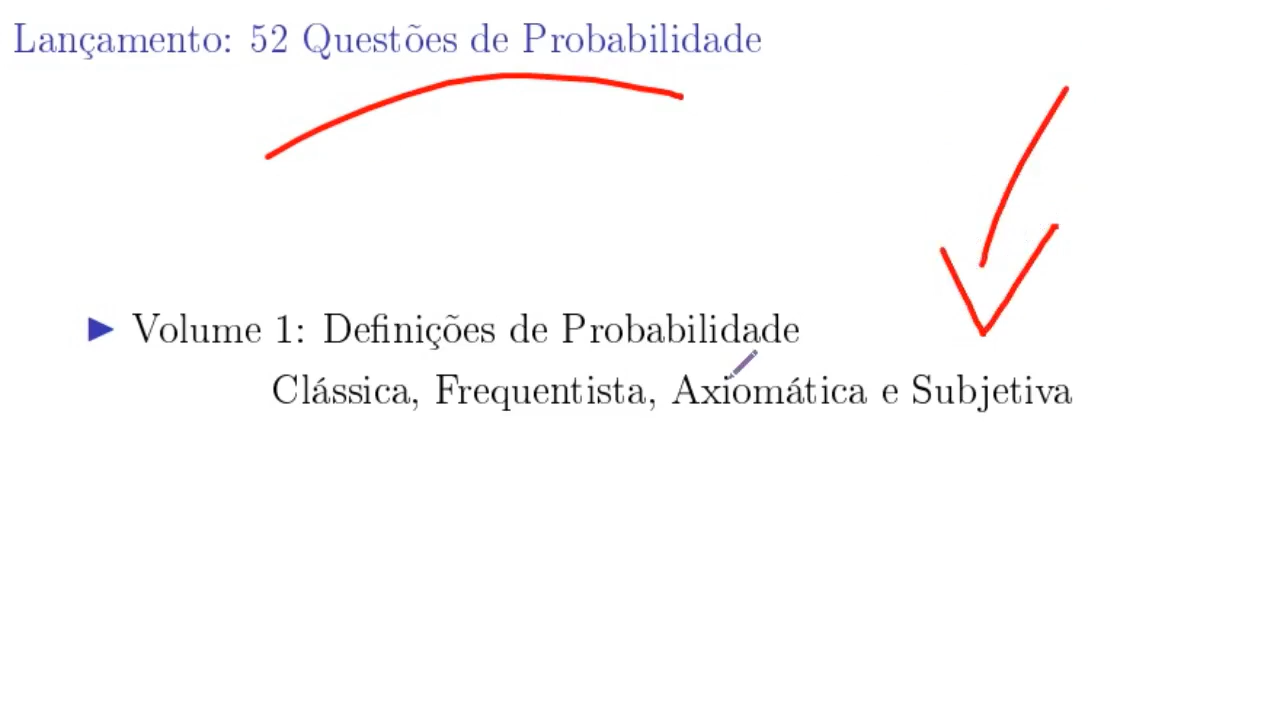 Lançamento: 52 Questões de Probabilidade
Volume 1: Definições de Probabilidade
Clássica, Frequentista, Axiomática e Subjetiva